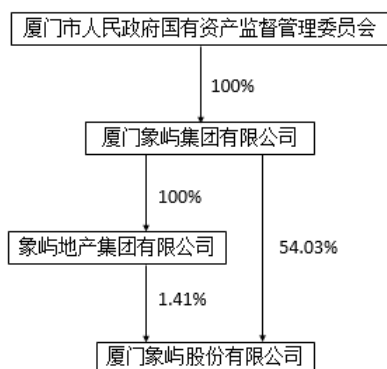 厦门市人民政府国有资产监督管理委员会
100%
厦门象屿集团有限公司
100%
象屿地产集团有限公司
54.03%
1.41%
厦门象屿股份有限公司